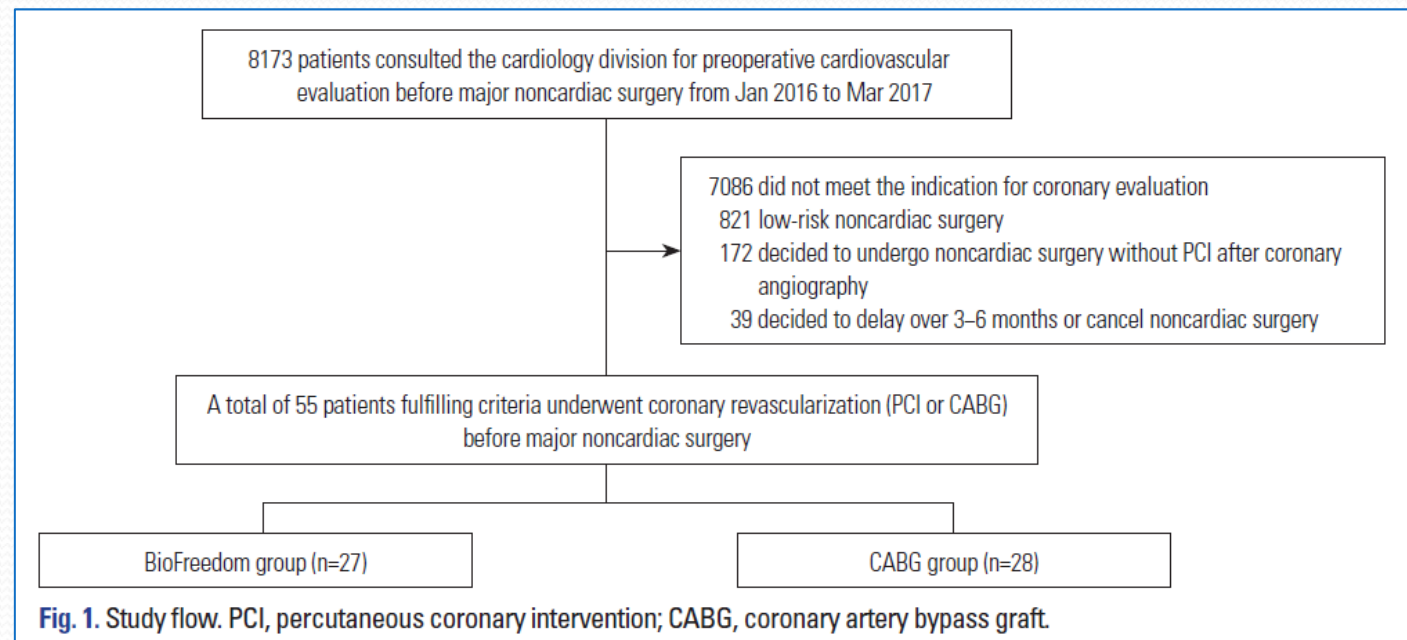 8173 patients consulted the cardiology division for preoperative cardiovascular
evaluation before major noncardiac surgery from Jan 2016 to Mar 2017
7086 did not meet the indication for coronary evaluation
821 low-risk noncardiac surgery
172 decided to undergo noncardiac surgery without PCI after coronary
angiography
39 decided to delay over 3–6 months or cancel noncardiac surgery
A total of 55 patients fulfilling criteria underwent coronary revascularization (PCI or CABG)
before major noncardiac surgery
BioFreedom group (n=27)
CABG group (n=28)
Fig. 1. Study flow. PCI, percutaneous coronary intervention; CABG, coronary artery bypass graft.